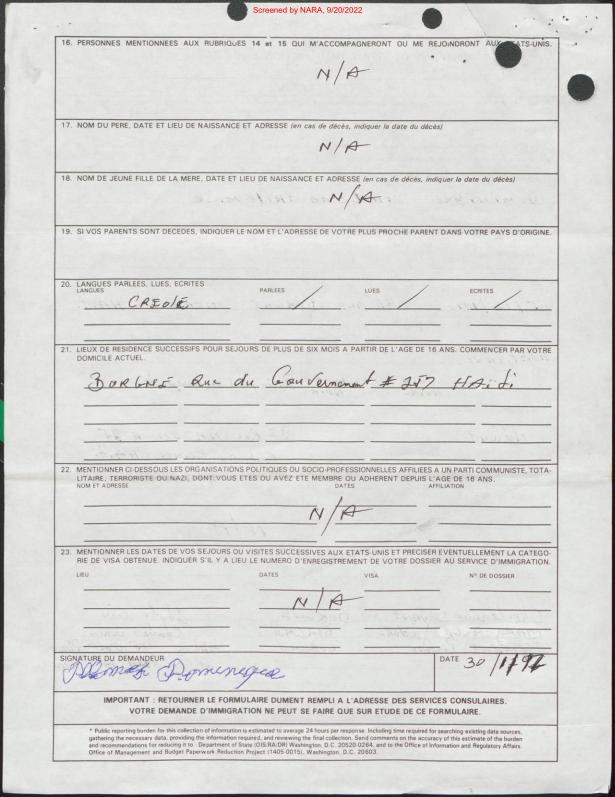 Screened by NARA, 9/20/2022
16. PERSONNES MENTIONNEES AUX RUBRIQUES 14 et 15 QUI M'ACCOMPAGNERONT OU ME REJOINDRONT AUX ETATS-UNIS.
N/A
17. NOM DU PERE, DATE ET LIEU DE NAISSANCE ET ADRESSE (en cas de décès, indiquer la date du décès)
N/A
18. NOM DE JEUNE FILLE DE LA MERE, DATE ET LIEU DE NAISSANCE ET ADRESSE (en cas de décès, indiquer la date du décès)
N/A
19. SI VOS PARENTS SONT DECEDES, INDIQUER LE NOM ET L'ADRESSE DE VOTRE PLUS PROCHE PARENT DANS VOTRE PAYS D'ORIGINE.
20. LANGUES PARLEES, LUES, ECRITES
LANGUES PARLEES LUES ECRITES
CREOLE / / /
21. LIEUX DE RESIDENCE SUCCESSIFS POUR SEJOURS DE PLUS DE SIX MOIS A PARTIR DE L'AGE DE 16 ANS. COMMENCER PAR VOTRE
DOMICILE ACTUEL.
BORGNE Rue du Gouvernement # 257 HAiti
22. MENTIONNER CI-DESSOUS LES ORGANISATIONS POLITIQUES OU SOCIO-PROFESSIONNELLES AFFILIEES A UN PARTI COMMUNISTE, TOTA-
LITAIRE, TERRORISTE OU NAZI, DONT VOUS ETES OU AVEZ ETE MEMBRE OU ADHERENT DEPUIS L'AGE DE 16 ANS.
NOM ET ADRESSE DATES AFFILIATION
N/A
23. MENTIONNER LES DATES DE VOS SEJOURS OU VISITES SUCCESSIVES AUX ETATS-UNIS ET PRECISER EVENTUELLEMENT LA CATEGO-
RIE DE VISA OBTENUE. INDIQUER S'IL Y A LIEU LE NUMERO D'ENREGISTREMENT DE VOTRE DOSSIER AU SERVICE D'IMMIGRATION.
LIEU DATES VISA N° DE DOSSIER
N/A
SIGNATURE DU DEMANDEUR DATE 30
IMPORTANT : RETOURNER LE FORMULAIRE DUMENT REMPLI A L'ADRESSE DES SERVICES CONSULAIRES.
VOTRE DEMANDE D'IMMIGRATION NE PEUT SE FAIRE QUE SUR ETUDE DE CE FORMULAIRE.
* Public reporting burden for this collection of information is estimated to average 24 hours per response. Including time required for searching existing data sources,
gathering the necessary data, providing the information required, and reviewing the final collection. Send comments on the accuracy of this estimate of the burden
and recommendations for reducing it to : Department of State (OIS/RA/DR) Washington, D.C. 20520-0264, and to the Office of Information and Regulatory Affairs
Office of Management and Budget Paperwork Reduction Project (1405-0015), Washington, D.C. 20603.